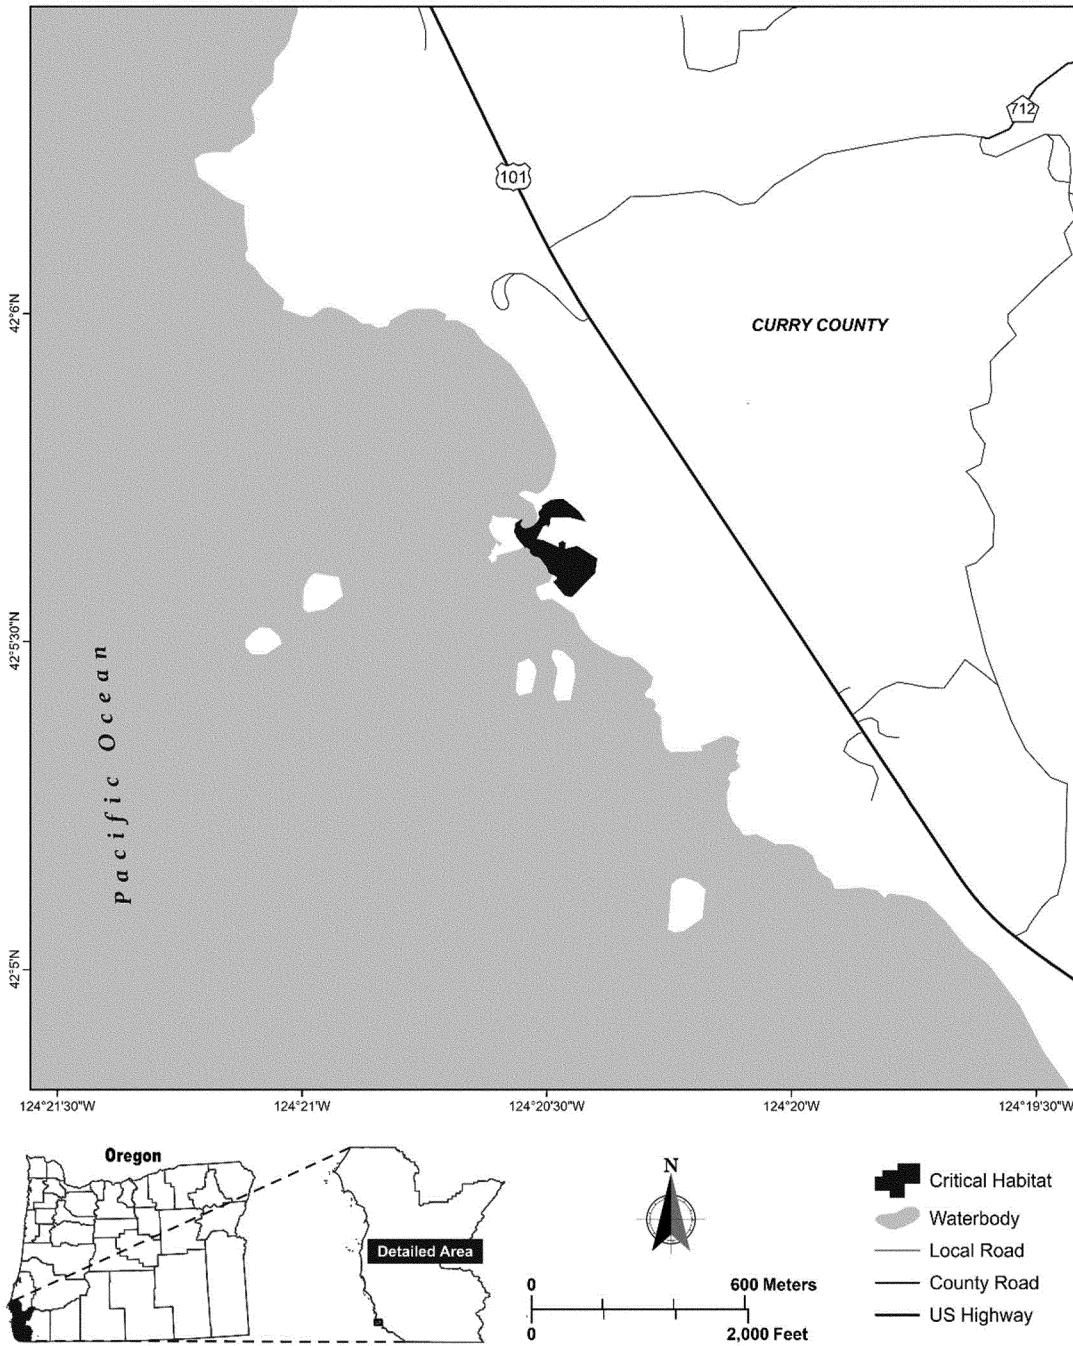 712
101
CURRY COUNTY
42°6'N
42°5'30"N
Pacific Ocean
42°5'N
124°21'30"W
124°21'W
124°20'30"W
124°20'W
124°19'30"W
Oregon
Detailed Area
N
0
600 Meters
0
2,000 Feet
Critical Habitat
Waterbody
Local Road
County Road
US Highway